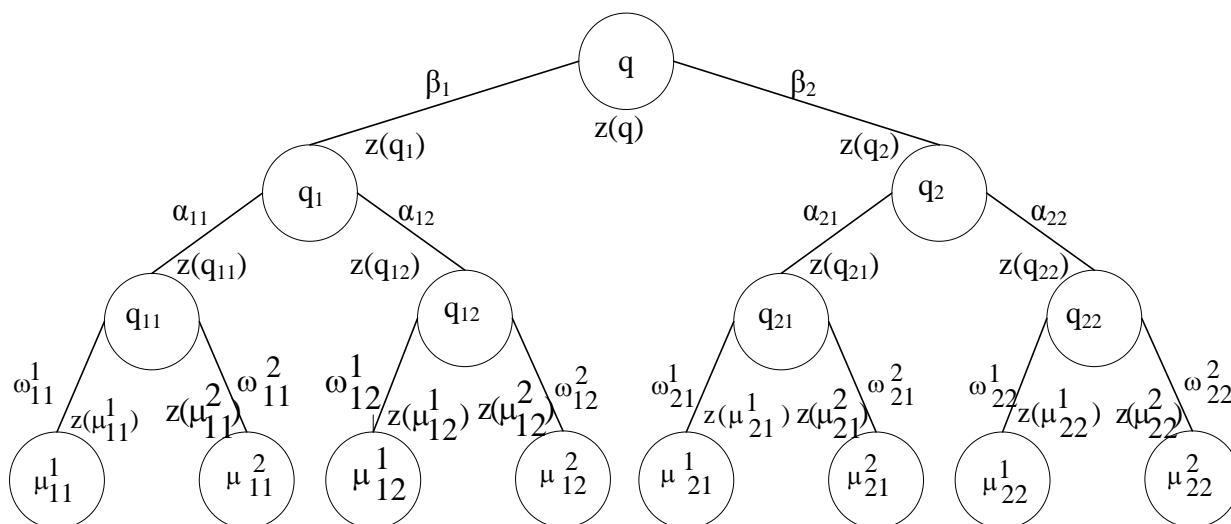 q
β₁ β₂
z(q)
z(q₁) z(q₂)
q₁ q₂
α₁₁ α₁₂ α₂₁ α₂₂
z(q₁₁) z(q₁₂) z(q₂₁) z(q₂₂)
q₁₁ q₁₂ q₂₁ q₂₂
ω₁₁¹ ω₁₁² ω₁₂¹ ω₁₂² ω₂₁¹ ω₂₁² ω₂₂¹ ω₂₂²
z(μ₁₁¹) z(μ₁₁²) z(μ₁₂¹) z(μ₁₂²) z(μ₂₁¹) z(μ₂₁²) z(μ₂₂¹) z(μ₂₂²)
μ₁₁¹ μ₁₁² μ₁₂¹ μ₁₂² μ₂₁¹ μ₂₁² μ₂₂¹ μ₂₂²